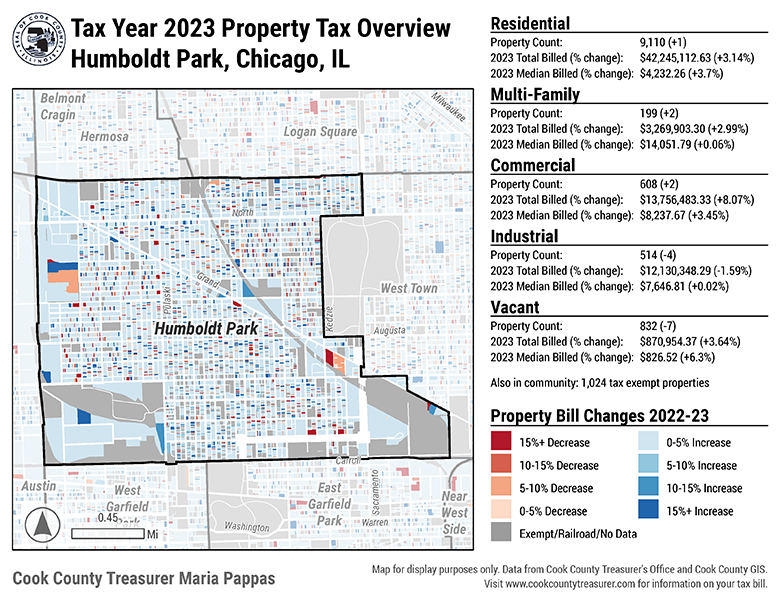 SEAL OF COOK COUNTY
ILLINOIS
Tax Year 2023 Property Tax Overview
Humboldt Park, Chicago, IL
Belmont
Cragin
Hermosa
Logan Square
Milwaukee
North
Grand
Pulaski
West Town
Kedzie
Humboldt Park
Augusta
Carroll
Austin
West
Garfield
Park
East
Garfield
Park
Sacramento
Near
West
Side
Washington
Warren
0.45
Mi
Residential
Property Count: 9,110 (+1)
2023 Total Billed (% change): $42,245,112.63 (+3.14%)
2023 Median Billed (% change): $4,232.26 (+3.7%)
Multi-Family
Property Count: 199 (+2)
2023 Total Billed (% change): $3,269,903.30 (+2.99%)
2023 Median Billed (% change): $14,051.79 (+0.06%)
Commercial
Property Count: 608 (+2)
2023 Total Billed (% change): $13,756,483.33 (+8.07%)
2023 Median Billed (% change): $8,237.67 (+3.45%)
Industrial
Property Count: 514 (-4)
2023 Total Billed (% change): $12,130,348.29 (-1.59%)
2023 Median Billed (% change): $7,646.81 (+0.02%)
Vacant
Property Count: 832 (-7)
2023 Total Billed (% change): $870,954.37 (+3.64%)
2023 Median Billed (% change): $826.52 (+6.3%)
Also in community: 1,024 tax exempt properties
Property Bill Changes 2022-23
15%+ Decrease
10-15% Decrease
5-10% Decrease
0-5% Decrease
Exempt/Railroad/No Data
0-5% Increase
5-10% Increase
10-15% Increase
15%+ Increase
Cook County Treasurer Maria Pappas
Map for display purposes only. Data from Cook County Treasurer's Office and Cook County GIS.
Visit www.cookcountytreasurer.com for information on your tax bill.